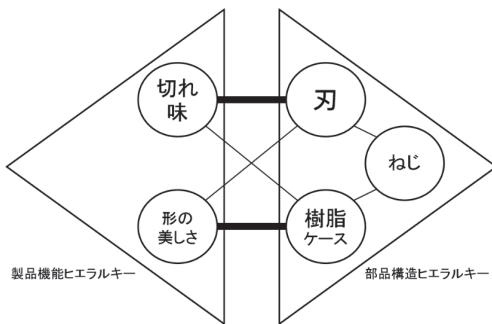 切れ
味
刃
ねじ
形の
美しさ
樹脂
ケース
製品機能ヒエラルキー
部品構造ヒエラルキー